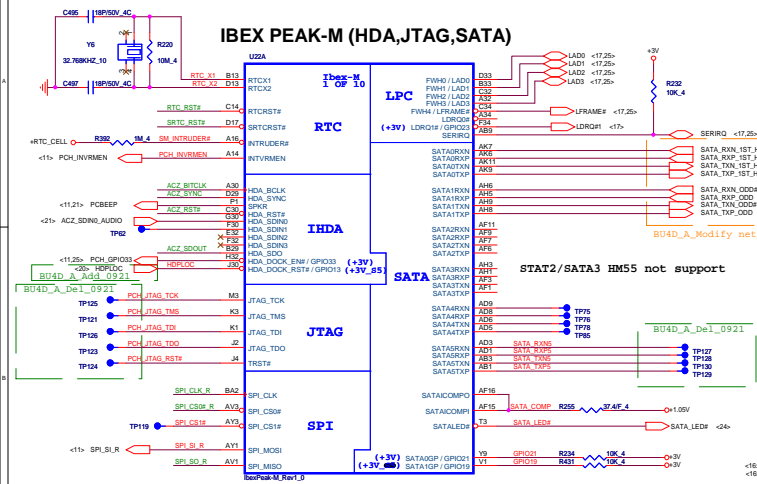 IBEX PEAK-M (HDA,JTAG,SATA)
C495 18P/50V_4C
Y6
32.768KHZ_10
R220
10M_4
C497 18P/50V_4C
RTC_X1 B13
RTC_X2 D13
RTC_RST# C14
SRTC_RST# D17
+RTC_CELL R392 1M_4 SM_INTRUDER# A16
<11> PCH_INVRMEN PCH_INVRMEN A14
ACZ_BITCLK A30
ACZ_SYNC D29
<11,21> PCBEEP P1
ACZ_RST# C30
<21> ACZ_SDIN0_AUDIO G30
TP62 F30
E32
F32
ACZ_SDOUT B29
<11,25> PCH_GPIO33 H32
<20> HDPLOC HDPLOC J30
BU4D_A_Add_0921
BU4D_A_Del_0921
TP125 PCH_JTAG_TCK M3
TP121 PCH_JTAG_TMS K3
TP126 PCH_JTAG_TDI K1
TP123 PCH_JTAG_TDO J2
TP124 PCH_JTAG_RST# J4
SPI_CLK_R BA2
SPI_CS0#_R AV3
TP119 SPI_CS1# AY3
<11> SPI_SI_R SPI_SI_R AY1
SPI_SO_R AV1
U22A
Ibex-M
1 OF 10
RTC
LPC
(+3V)
IHDA
(+3V)
(+3V_S5)
SATA
JTAG
SPI
(+3V)
RTCX1
RTCX2
RTCRST#
SRTCRST#
INTRUDER#
INTVRMEN
HDA_BCLK
HDA_SYNC
SPKR
HDA_RST#
HDA_SDIN0
HDA_SDIN1
HDA_SDIN2
HDA_SDIN3
HDA_SDO
HDA_DOCK_EN# / GPIO33
HDA_DOCK_RST# / GPIO13
JTAG_TCK
JTAG_TMS
JTAG_TDI
JTAG_TDO
TRST#
SPI_CLK
SPI_CS0#
SPI_CS1#
SPI_MOSI
SPI_MISO
IbexPeak-M_Rev1_0
FWH0 / LAD0 D33 LAD0 <17,25>
FWH1 / LAD1 B33 LAD1 <17,25>
FWH2 / LAD2 C32 LAD2 <17,25>
FWH3 / LAD3 A32 LAD3 <17,25>
FWH4 / LFRAME# C34 LFRAME# <17,25>
LDRQ0# A34
LDRQ1# / GPIO23 F34 LDRQ#1 <17>
SERIRQ AB9 SERIRQ <17,25>
+3V
R232
10K_4
SATA0RXN AK7 SATA_RXN_1ST_H
SATA0RXP AK6 SATA_RXP_1ST_H
SATA0TXN AK11 SATA_TXN_1ST_H
SATA0TXP AK9 SATA_TXP_1ST_H
SATA1RXN AH6 SATA_RXN_ODD#
SATA1RXP AH5 SATA_RXP_ODD
SATA1TXN AH9 SATA_TXN_ODD#
SATA1TXP AH8 SATA_TXP_ODD
BU4D_A_Modify net
SATA2RXN AF11
SATA2RXP AF9
SATA2TXN AF7
SATA2TXP AF6
SATA3RXN AH3
SATA3RXP AH1
SATA3TXN AF3
SATA3TXP AF1
STAT2/SATA3 HM55 not support
SATA4RXN AD9 TP75
SATA4RXP AD8 TP76
SATA4TXN AD6 TP78
SATA4TXP AD5 TP85
BU4D_A_Del_0921
SATA5RXN AD3 SATA_RXN5 TP127
SATA5RXP AD1 SATA_RXP5 TP128
SATA5TXN AB3 SATA_TXN5 TP130
SATA5TXP AB1 SATA_TXP5 TP129
SATAICOMPO AF16
SATAICOMPI AF15 SATA_COMP R255 37.4/F_4 +1.05V
SATALED# T3 SATA_LED# SATA_LED# <24>
SATA0GP / GPIO21 Y9 GPIO21 R234 10K_4 +3V
SATA1GP / GPIO19 V1 GPIO19 R431 10K_4 +3V
<16
<16
A
B